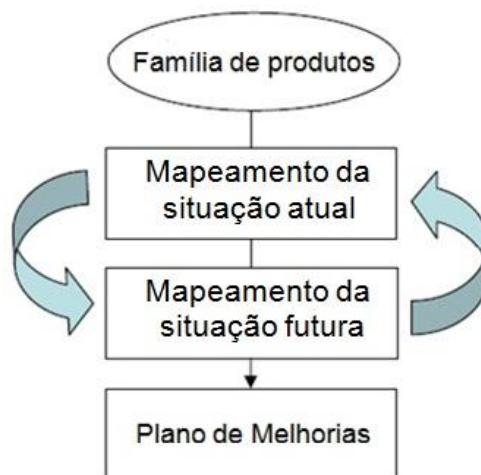 Família de produtos
Mapeamento da
situação atual
Mapeamento da
situação futura
Plano de Melhorias